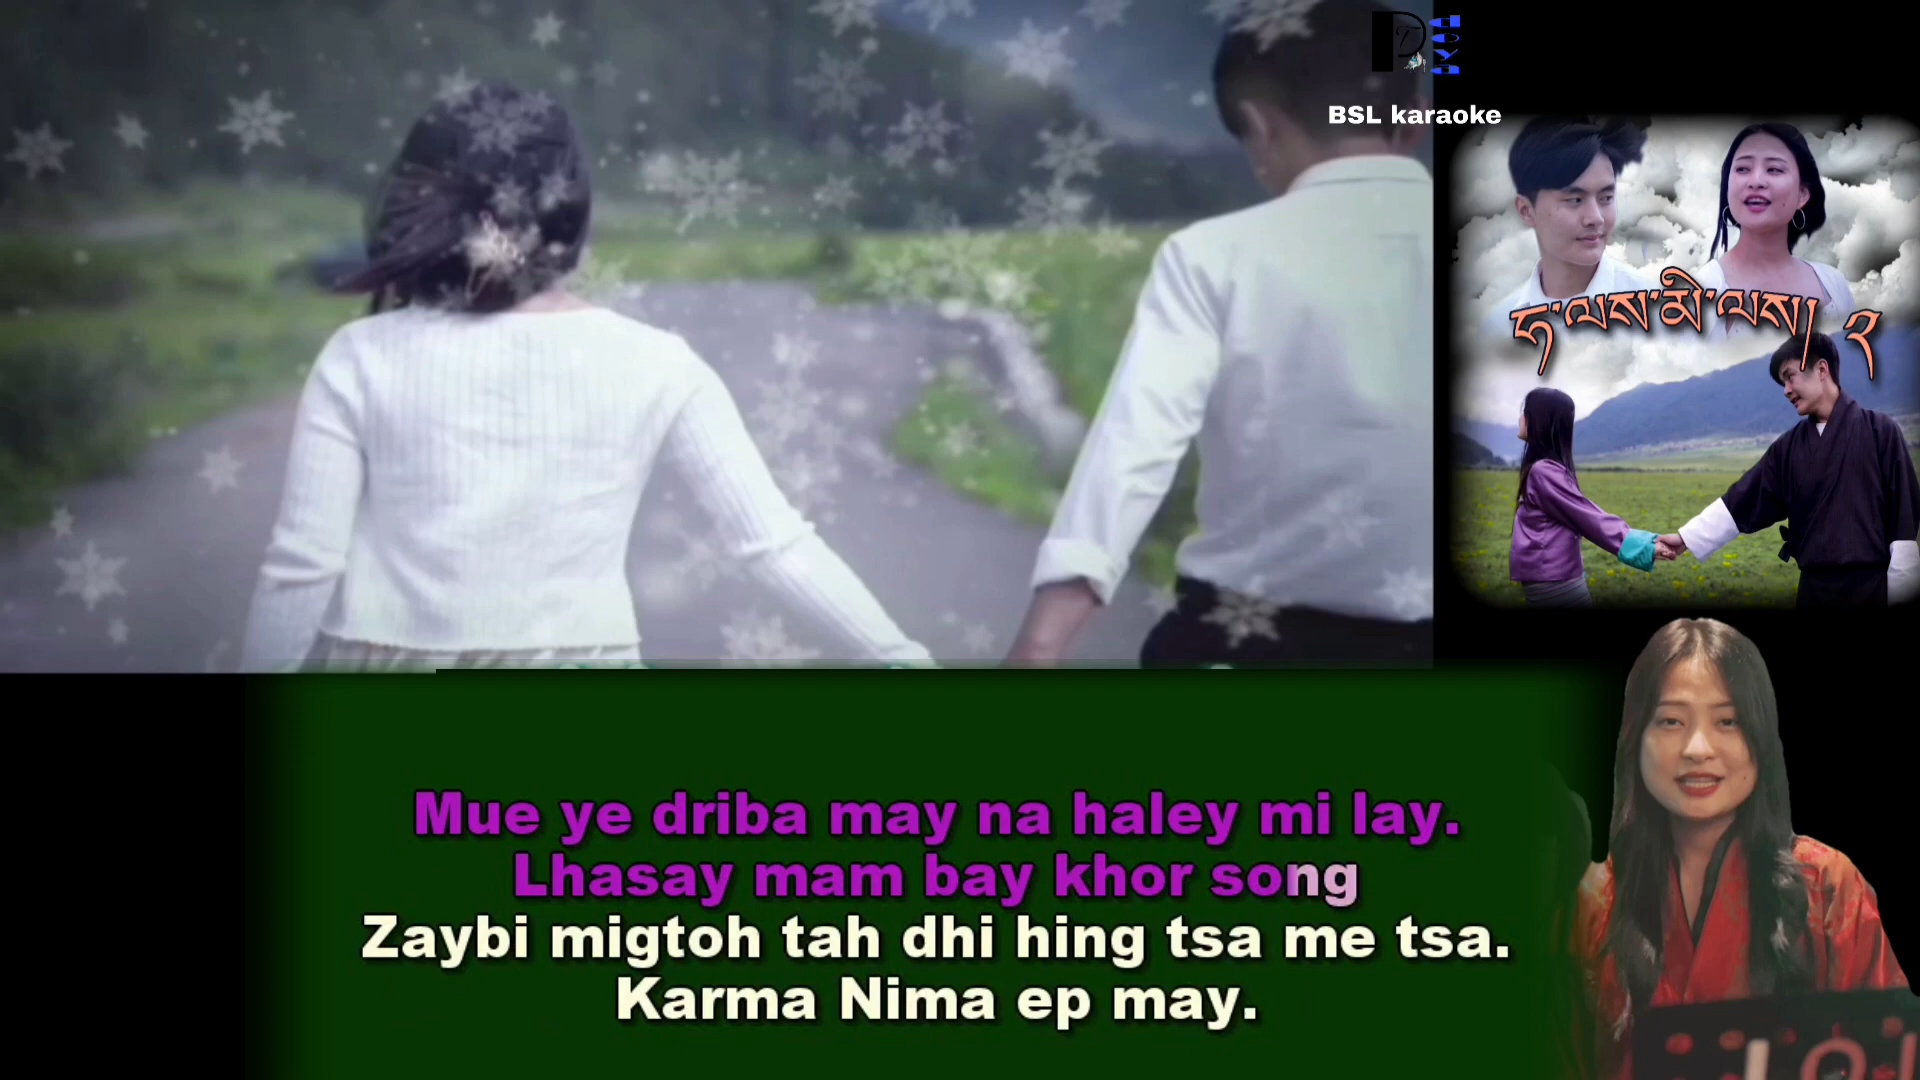 BSL karaoke
ཧ་ལས་མི་ལས། ༢
Mue ye driba may na haley mi lay.
Lhasay mam bay khor song
Zaybi migtoh tah dhi hing tsa me tsa.
Karma Nima ep may.